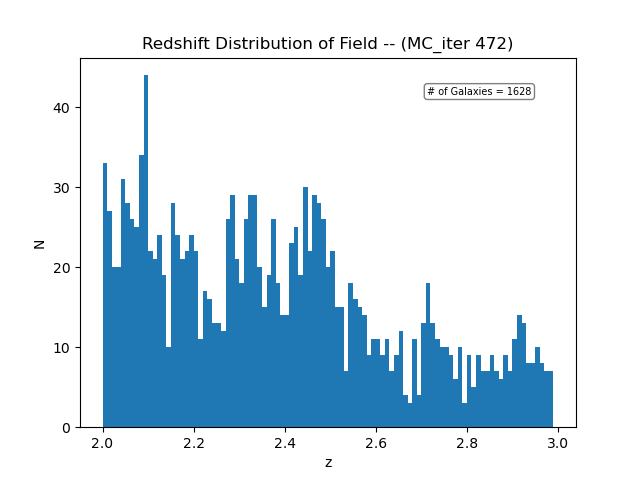 Redshift Distribution of Field -- (MC_iter 472)
# of Galaxies = 1628
N
40
30
20
10
0
2.0 2.2 2.4 2.6 2.8 3.0
z